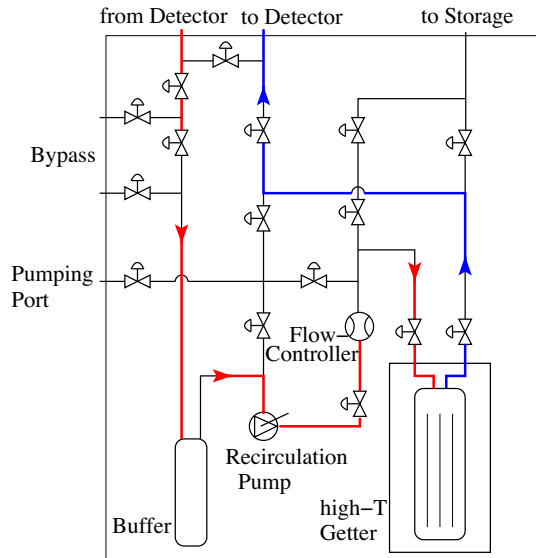 from Detector
to Detector
to Storage
Bypass
Pumping
Port
Flow–
Controller
Recirculation
Pump
high–T
Getter
Buffer